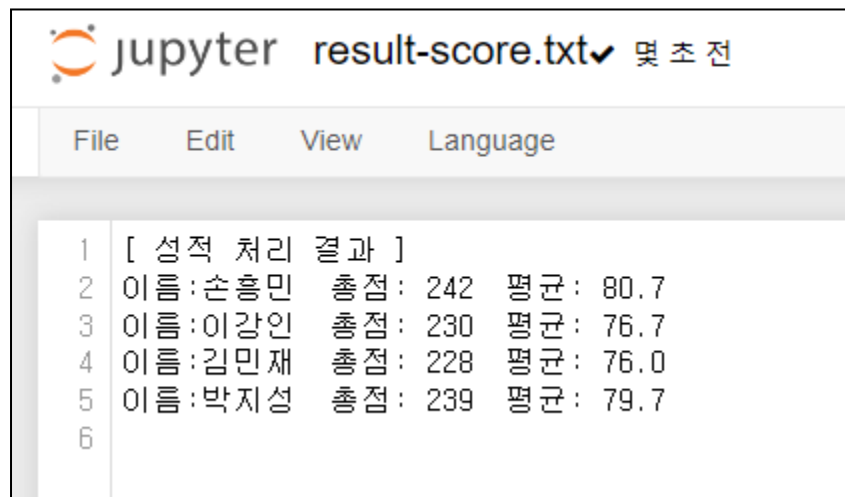 jupyter result-score.txt✔ 몇 초 전
File Edit View Language
1 [ 성적 처리 결과 ]
2 이름:손흥민 총점: 242 평균: 80.7
3 이름:이강인 총점: 230 평균: 76.7
4 이름:김민재 총점: 228 평균: 76.0
5 이름:박지성 총점: 239 평균: 79.7
6